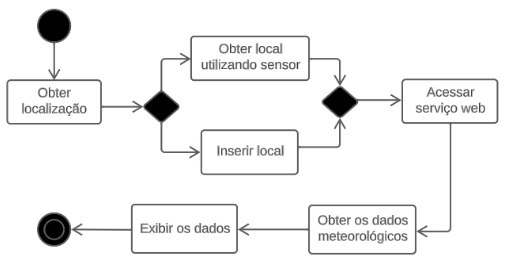 Obter
localização
Obter local
utilizando sensor
Inserir local
Acessar
serviço web
Obter os dados
meteorológicos
Exibir os dados